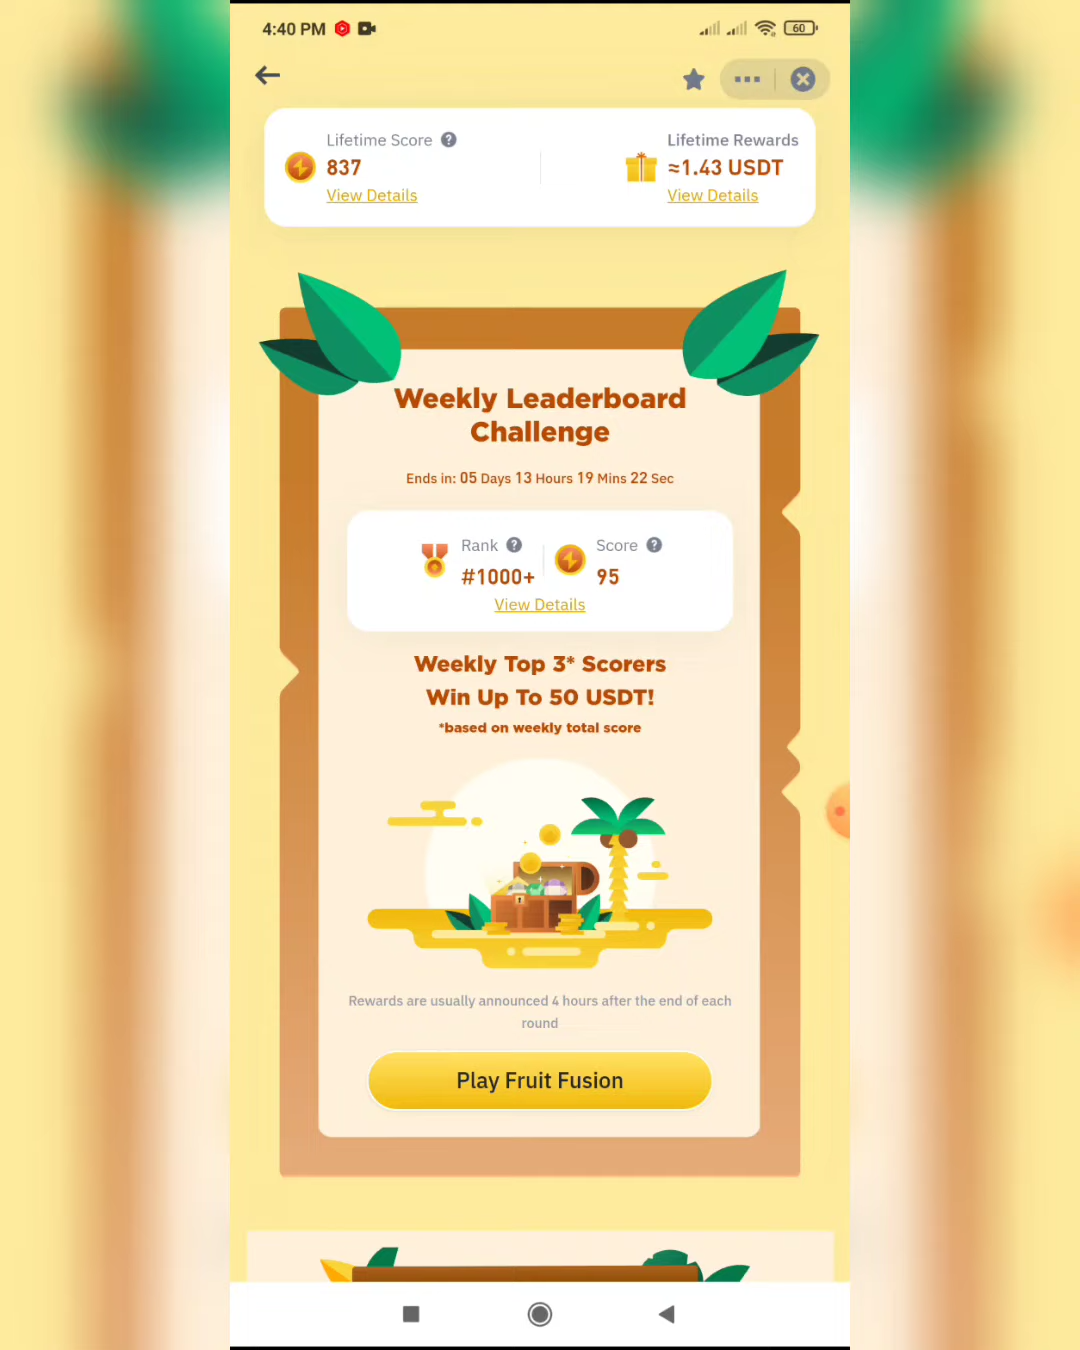 4:40 PM
60
Lifetime Score
837
View Details
Lifetime Rewards
≈1.43 USDT
View Details
Weekly Leaderboard
Challenge
Ends in: 05 Days 13 Hours 19 Mins 22 Sec
Rank
#1000+
Score
95
View Details
Weekly Top 3* Scorers
Win Up To 50 USDT!
*based on weekly total score
Rewards are usually announced 4 hours after the end of each
round
Play Fruit Fusion